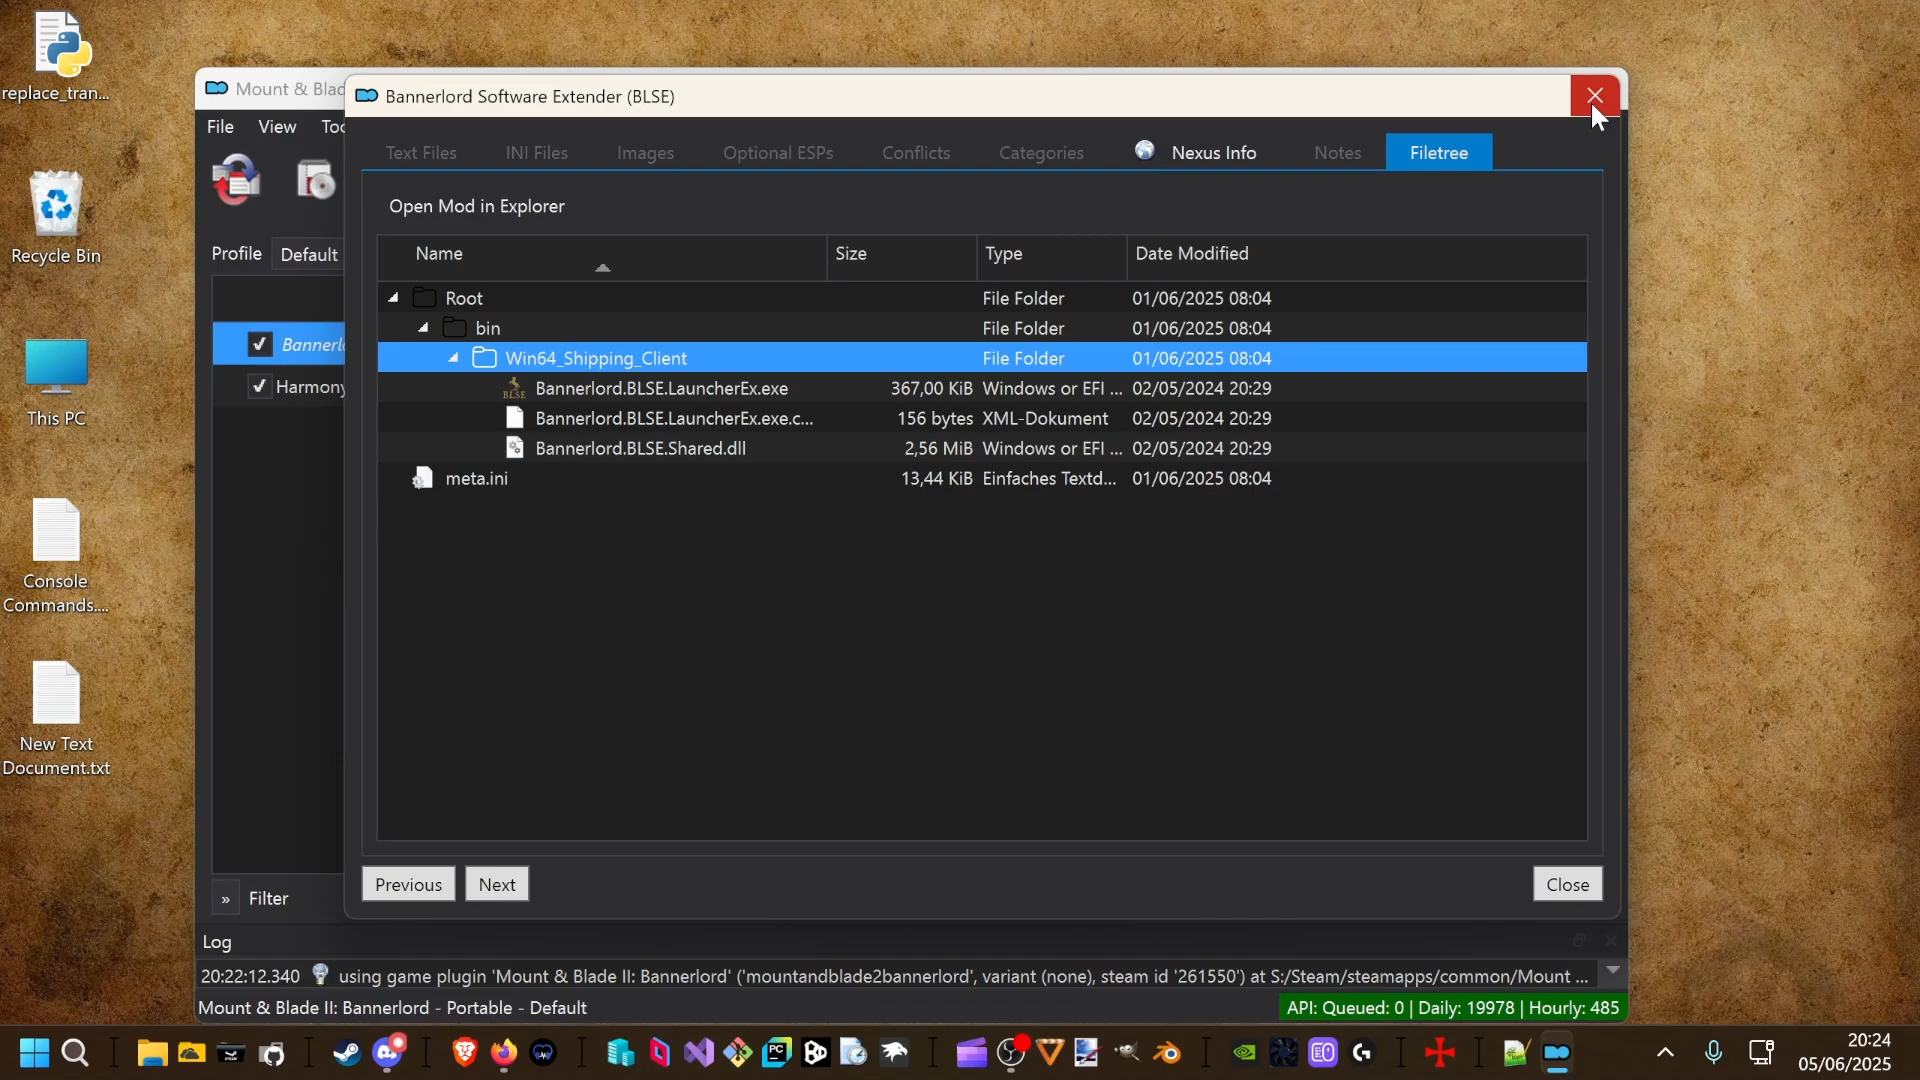 replace_tran...
Recycle Bin
This PC
Console
Commands....
New Text
Document.txt
Mount & Blad
File View Too
Profile Default
Bannerlo
Harmony
» Filter
Bannerlord Software Extender (BLSE)
Text Files INI Files Images Optional ESPs Conflicts Categories Nexus Info Notes Filetree
Open Mod in Explorer
Name Size Type Date Modified
Root File Folder 01/06/2025 08:04
bin File Folder 01/06/2025 08:04
Win64_Shipping_Client File Folder 01/06/2025 08:04
BLSE Bannerlord.BLSE.LauncherEx.exe 367,00 KiB Windows or EFI ... 02/05/2024 20:29
Bannerlord.BLSE.LauncherEx.exe.c... 156 bytes XML-Dokument 02/05/2024 20:29
Bannerlord.BLSE.Shared.dll 2,56 MiB Windows or EFI ... 02/05/2024 20:29
meta.ini 13,44 KiB Einfaches Textd... 01/06/2025 08:04
Previous Next Close
Log
20:22:12.340 using game plugin 'Mount & Blade II: Bannerlord' ('mountandblade2bannerlord', variant (none), steam id '261550') at S:/Steam/steamapps/common/Mount ...
Mount & Blade II: Bannerlord - Portable - Default API: Queued: 0 | Daily: 19978 | Hourly: 485
20:24
05/06/2025